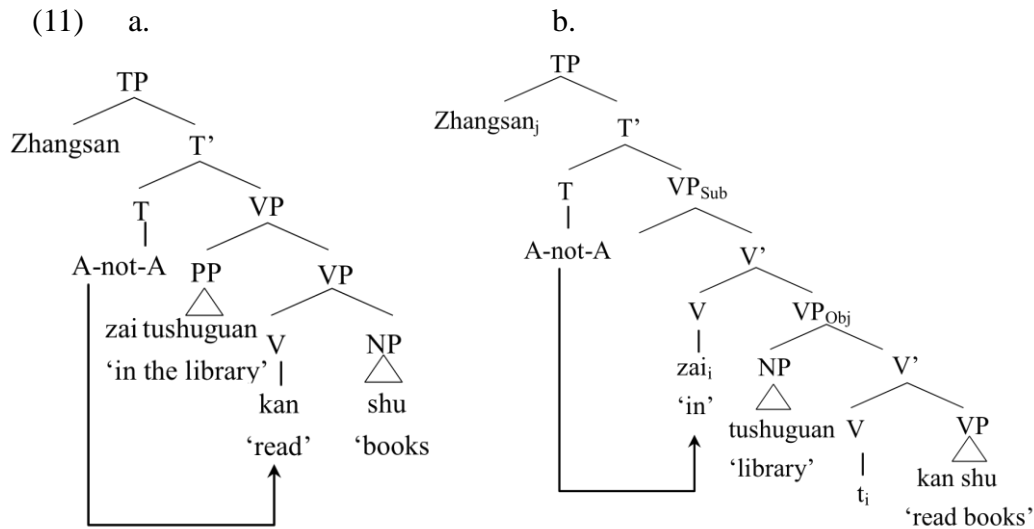 (11) a. b.
TP TP
Zhangsan T’ Zhangsanj T’
T VP T VPSub
A-not-A PP VP A-not-A V’
zai tushuguan V NP V VPObj
‘in the library’ kan shu zaii NP V’
‘read’ ‘books ‘in’ tushuguan V VP
‘library’ ti kan shu
‘read books’